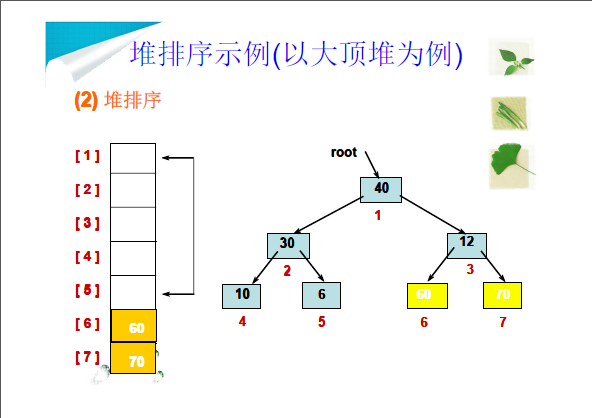 堆排序示例(以大顶堆为例)
(2) 堆排序
[ 1 ]
[ 2 ]
[ 3 ]
[ 4 ]
[ 5 ]
[ 6 ] 60
[ 7 ] 70
root
40
1
30 12
2 3
10 6 60 70
4 5 6 7